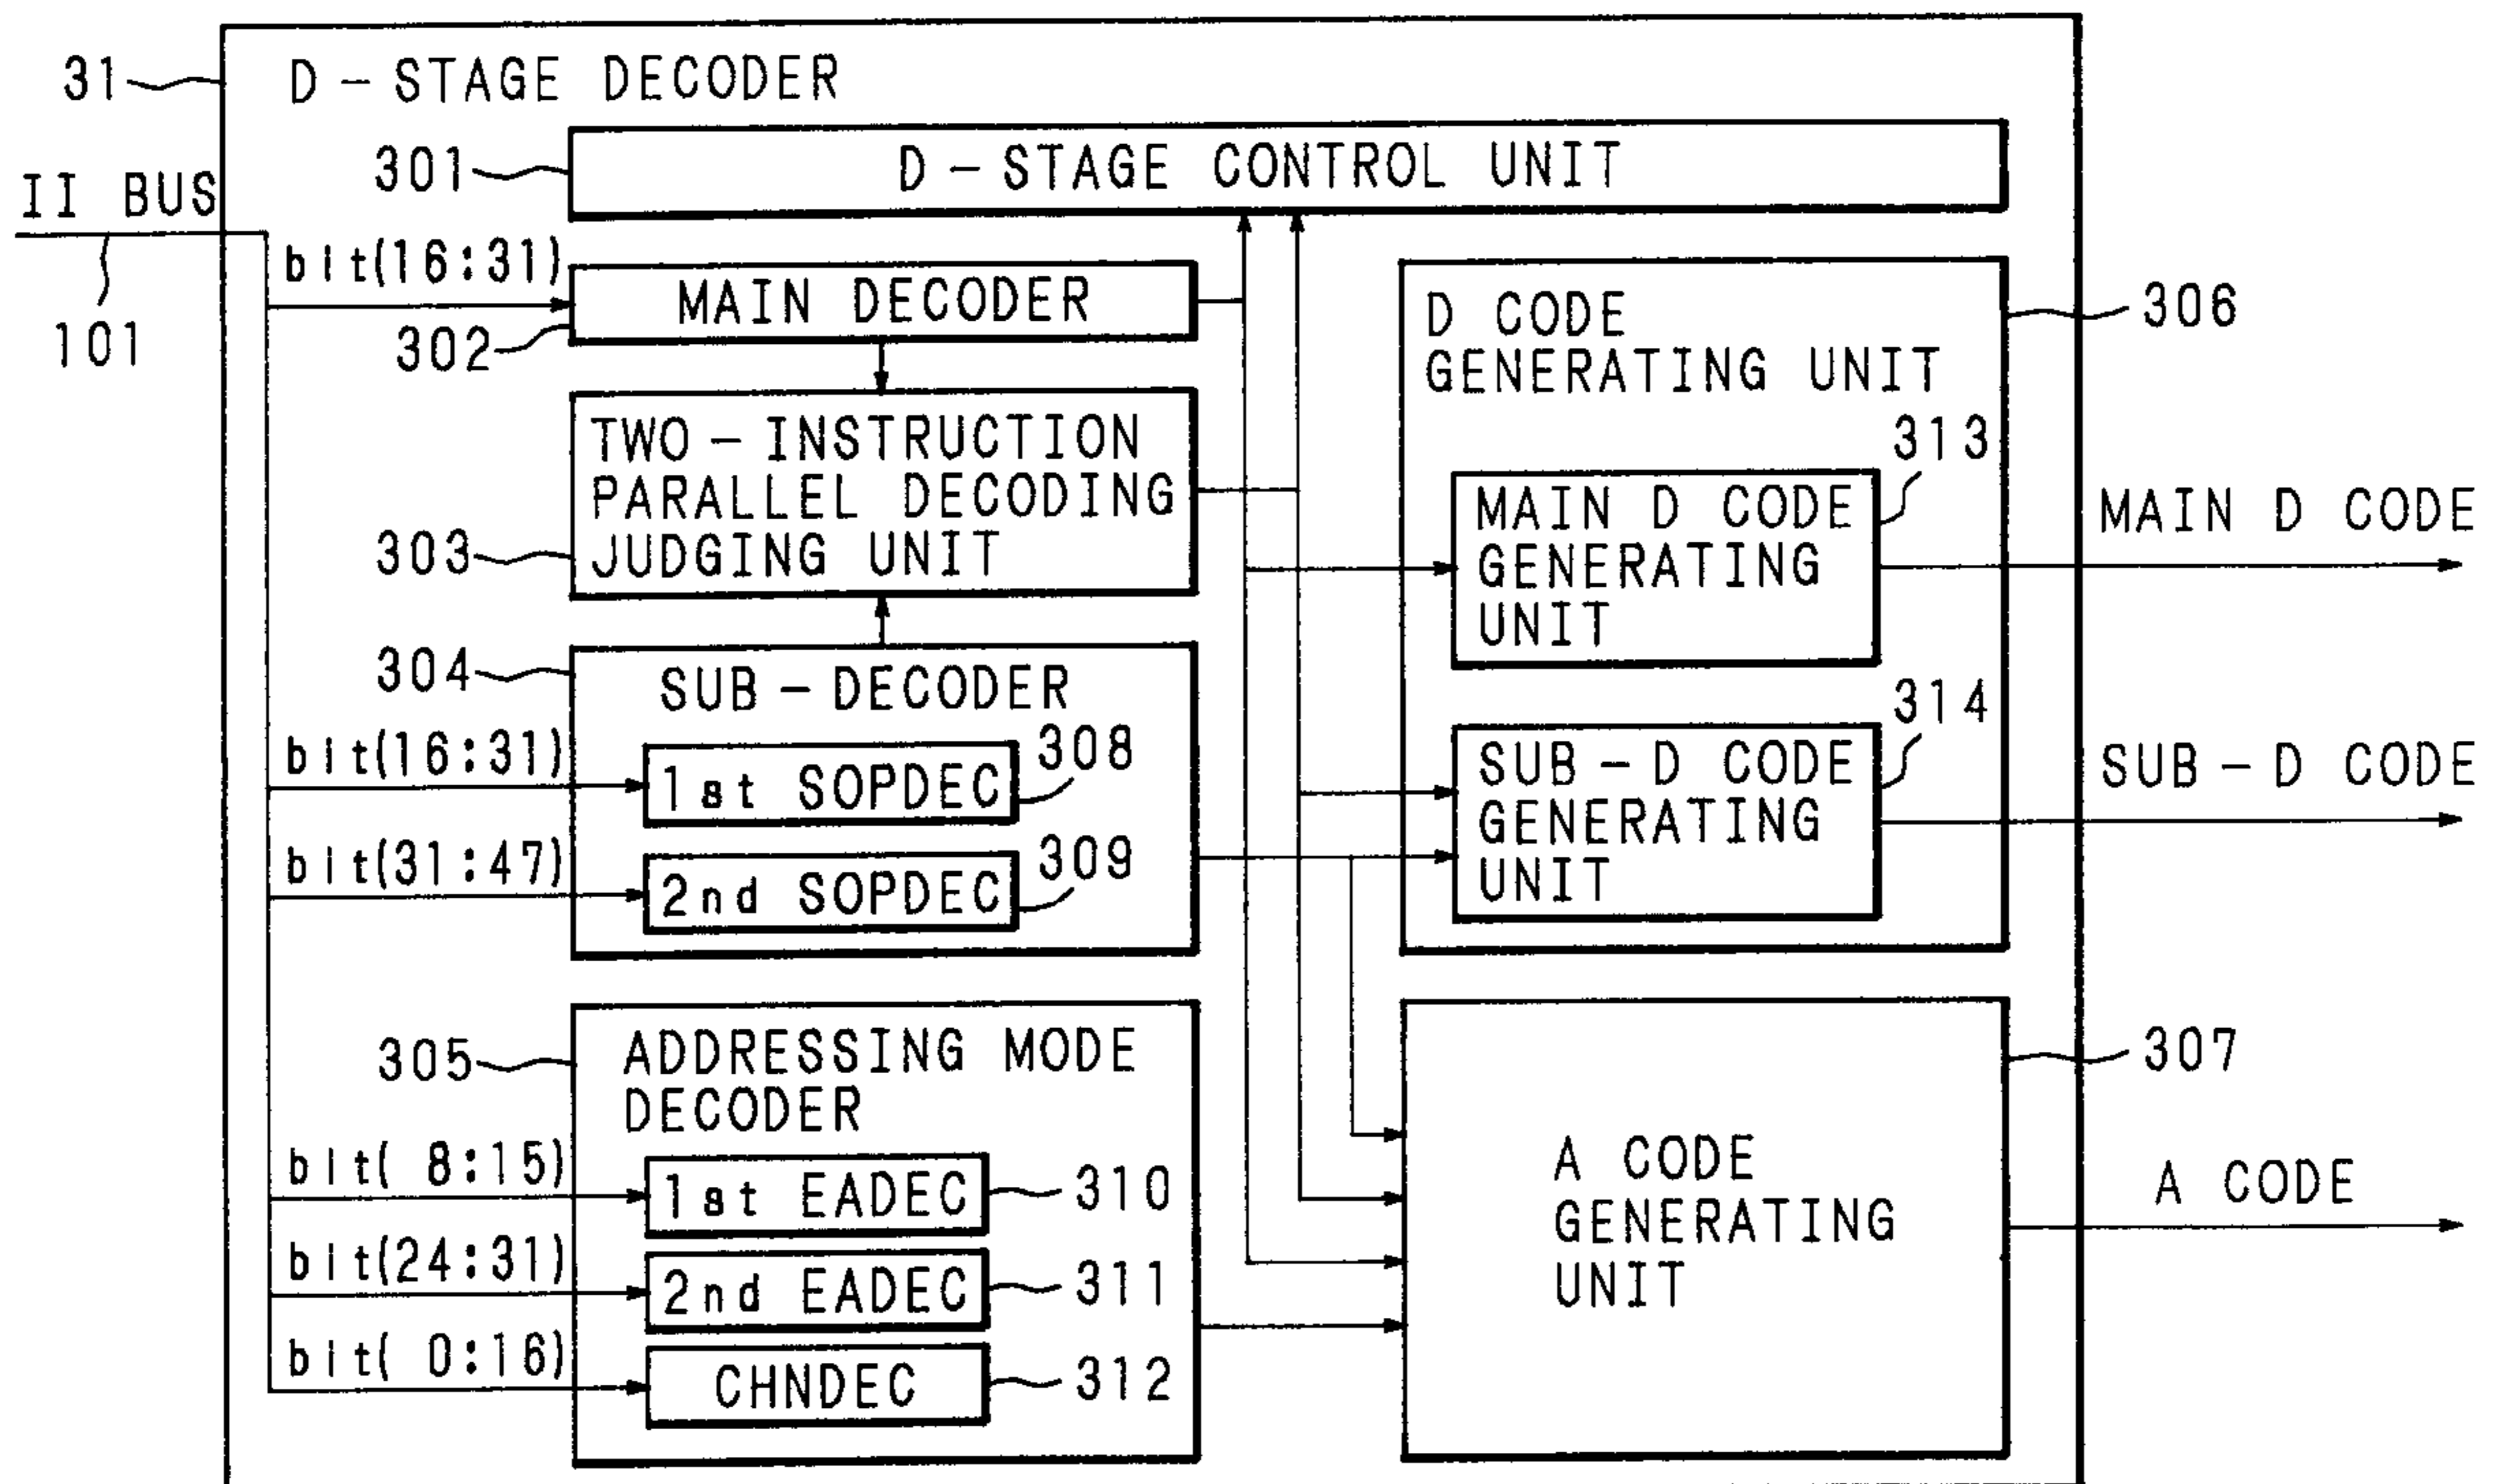 31
D-STAGE DECODER
301
D-STAGE CONTROL UNIT
II BUS
101
bit(16:31)
302
MAIN DECODER
303
TWO-INSTRUCTION
PARALLEL DECODING
JUDGING UNIT
304
SUB-DECODER
bit(16:31)
1st SOPDEC
308
bit(31:47)
2nd SOPDEC
309
305
ADDRESSING MODE
DECODER
bit( 8:15)
1st EADEC
310
bit(24:31)
2nd EADEC
311
bit( 0:16)
CHNDEC
312
D CODE
GENERATING UNIT
306
313
MAIN D CODE
GENERATING
UNIT
MAIN D CODE
314
SUB-D CODE
GENERATING
UNIT
SUB-D CODE
307
A CODE
GENERATING
UNIT
A CODE